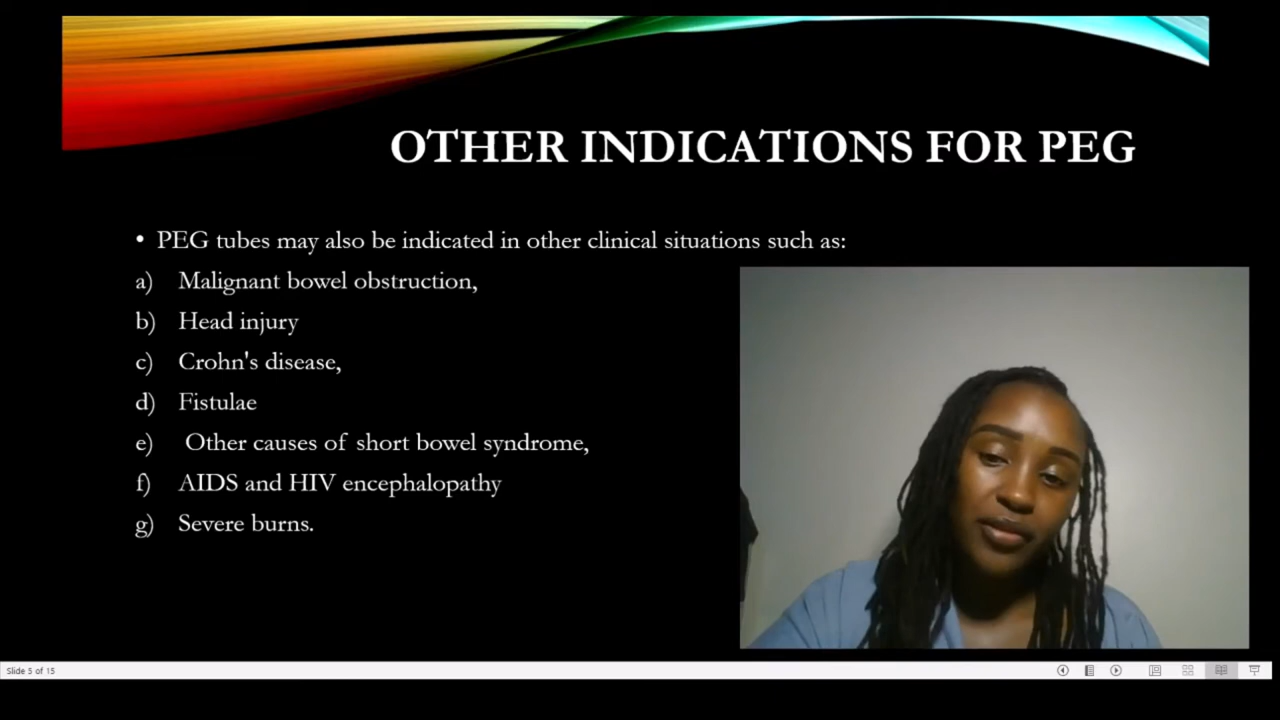 OTHER INDICATIONS FOR PEG
• PEG tubes may also be indicated in other clinical situations such as:
a) Malignant bowel obstruction,
b) Head injury
c) Crohn's disease,
d) Fistulae
e) Other causes of short bowel syndrome,
f) AIDS and HIV encephalopathy
g) Severe burns.
Slide 5 of 15